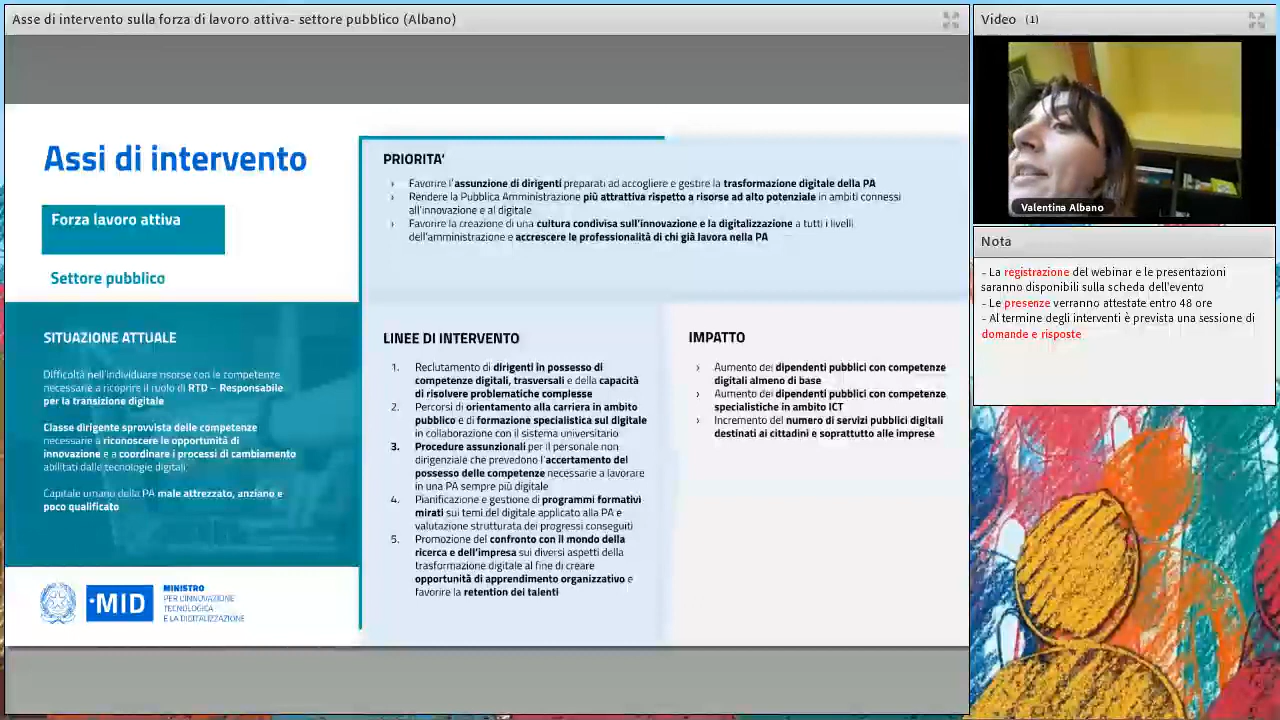 Asse di intervento sulla forza di lavoro attiva- settore pubblico (Albano)
Assi di intervento
Forza lavoro attiva
Settore pubblico
PRIORITA'
› Favorire l'assunzione di dirigenti preparati ad accogliere e gestire la trasformazione digitale della PA
› Rendere la Pubblica Amministrazione più attrattiva rispetto a risorse ad alto potenziale in ambiti connessi
all'innovazione e al digitale
› Favorire la creazione di una cultura condivisa sull'innovazione e la digitalizzazione a tutti i livelli
dell'amministrazione e accrescere le professionalità di chi già lavora nella PA
SITUAZIONE ATTUALE
Difficoltà nell'individuare risorse con le competenze
necessarie a ricoprire il ruolo di RTD – Responsabile
per la transizione digitale
Classe dirigente sprovvista delle competenze
necessarie a riconoscere le opportunità di
innovazione e a coordinare i processi di cambiamento
abilitati dalle tecnologie digitali
Capitale umano della PA male attrezzato, anziano e
poco qualificato
LINEE DI INTERVENTO
1. Reclutamento di dirigenti in possesso di
competenze digitali, trasversali e della capacità
di risolvere problematiche complesse
2. Percorsi di orientamento alla carriera in ambito
pubblico e di formazione specialistica sul digitale
in collaborazione con il sistema universitario
3. Procedure assunzionali per il personale non
dirigenziale che prevedono l'accertamento del
possesso delle competenze necessarie a lavorare
in una PA sempre più digitale
4. Pianificazione e gestione di programmi formativi
mirati sui temi del digitale applicato alla PA e
valutazione strutturata dei progressi conseguiti
5. Promozione del confronto con il mondo della
ricerca e dell'impresa sui diversi aspetti della
trasformazione digitale al fine di creare
opportunità di apprendimento organizzativo e
favorire la retention dei talenti
IMPATTO
› Aumento dei dipendenti pubblici con competenze
digitali almeno di base
› Aumento dei dipendenti pubblici con competenze
specialistiche in ambito ICT
› Incremento del numero di servizi pubblici digitali
destinati ai cittadini e soprattutto alle imprese
MID
MINISTRO
PER L'INNOVAZIONE
TECNOLOGICA
E LA DIGITALIZZAZIONE
Video (1)
Valentina Albano
Nota
- La registrazione del webinar e le presentazioni
saranno disponibili sulla scheda dell'evento
- Le presenze verranno attestate entro 48 ore
- Al termine degli interventi è prevista una sessione di
domande e risposte